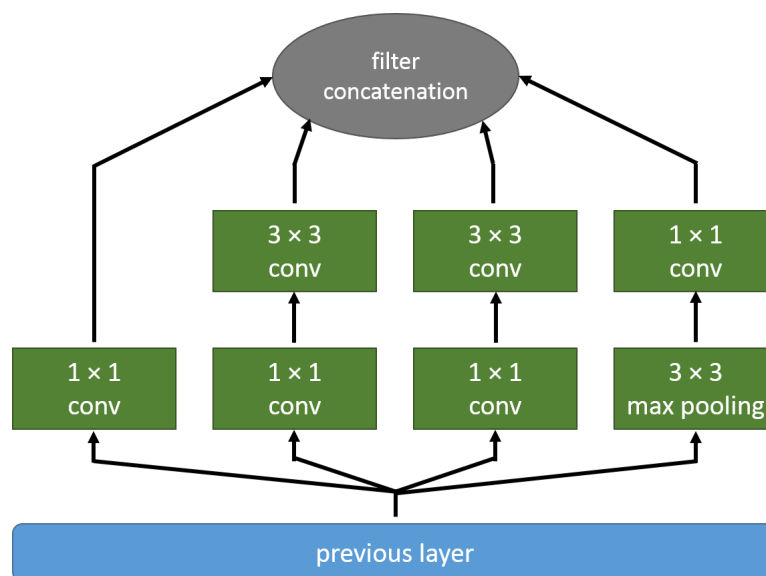 filter
concatenation
3 × 3
conv
3 × 3
conv
1 × 1
conv
1 × 1
conv
1 × 1
conv
1 × 1
conv
3 × 3
max pooling
previous layer